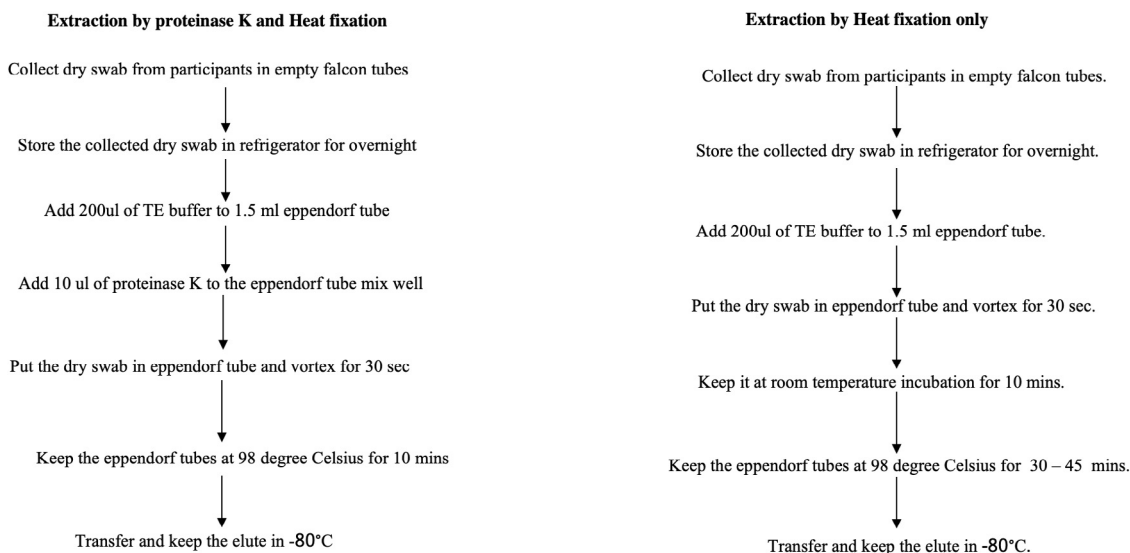 Extraction by proteinase K and Heat fixation
Collect dry swab from participants in empty falcon tubes
Store the collected dry swab in refrigerator for overnight
Add 200ul of TE buffer to 1.5 ml eppendorf tube
Add 10 ul of proteinase K to the eppendorf tube mix well
Put the dry swab in eppendorf tube and vortex for 30 sec
Keep the eppendorf tubes at 98 degree Celsius for 10 mins
Transfer and keep the elute in -80°C
Extraction by Heat fixation only
Collect dry swab from participants in empty falcon tubes.
Store the collected dry swab in refrigerator for overnight.
Add 200ul of TE buffer to 1.5 ml eppendorf tube.
Put the dry swab in eppendorf tube and vortex for 30 sec.
Keep it at room temperature incubation for 10 mins.
Keep the eppendorf tubes at 98 degree Celsius for 30 – 45 mins.
Transfer and keep the elute in -80°C.